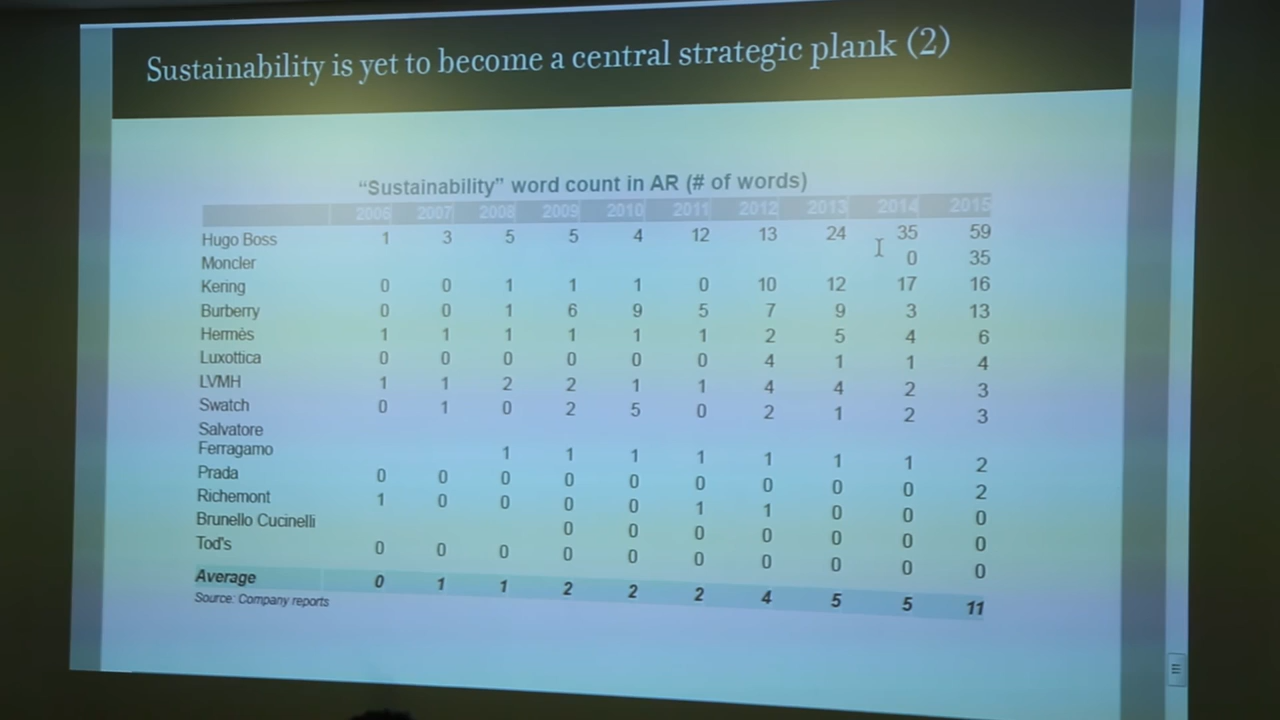 Sustainability is yet to become a central strategic plank (2)
"Sustainability" word count in AR (# of words)
2006 2007 2008 2009 2010 2011 2012 2013 2014 2015
Hugo Boss 1 3 5 5 4 12 13 24 35 59
Moncler 0 35
Kering 0 0 1 1 1 0 10 12 17 16
Burberry 0 0 1 6 9 5 7 9 3 13
Hermès 1 1 1 1 1 1 2 5 4 6
Luxottica 0 0 0 0 0 0 4 1 1 4
LVMH 1 1 2 2 1 1 4 4 2 3
Swatch 0 1 0 2 5 0 2 1 2 3
Salvatore
Ferragamo 1 1 1 1 1 1 1 2
Prada 0 0 0 0 0 0 0 0 0 2
Richemont 1 0 0 0 0 1 1 0 0 0
Brunello Cucinelli 0 0 0 0 0 0 0
Tod's 0 0 0 0 0 0 0 0 0 0
Average 0 1 1 2 2 2 4 5 5 11
Source: Company reports